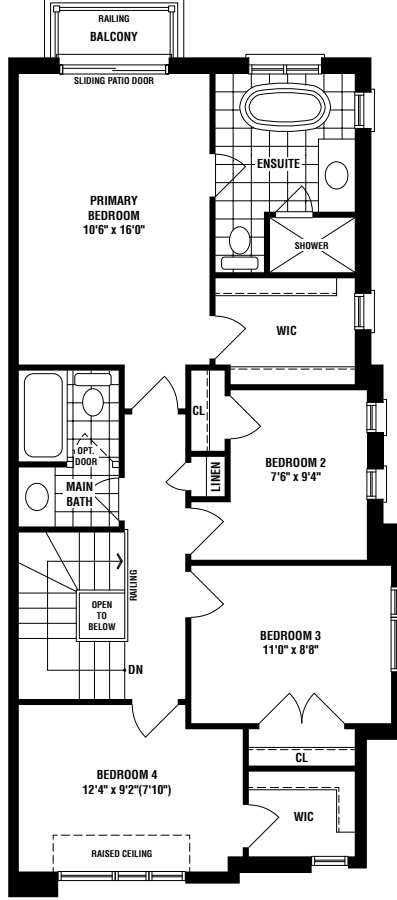 RAILING
BALCONY
SLIDING PATIO DOOR
ENSUITE
PRIMARY
BEDROOM
10'6" x 16'0"
SHOWER
WIC
CL
OPT.
DOOR
LINEN
BEDROOM 2
7'6" x 9'4"
MAIN
BATH
RAILING
OPEN
TO
BELOW
BEDROOM 3
11'0" x 8'8"
DN
CL
BEDROOM 4
12'4" x 9'2"(7'10")
WIC
RAISED CEILING